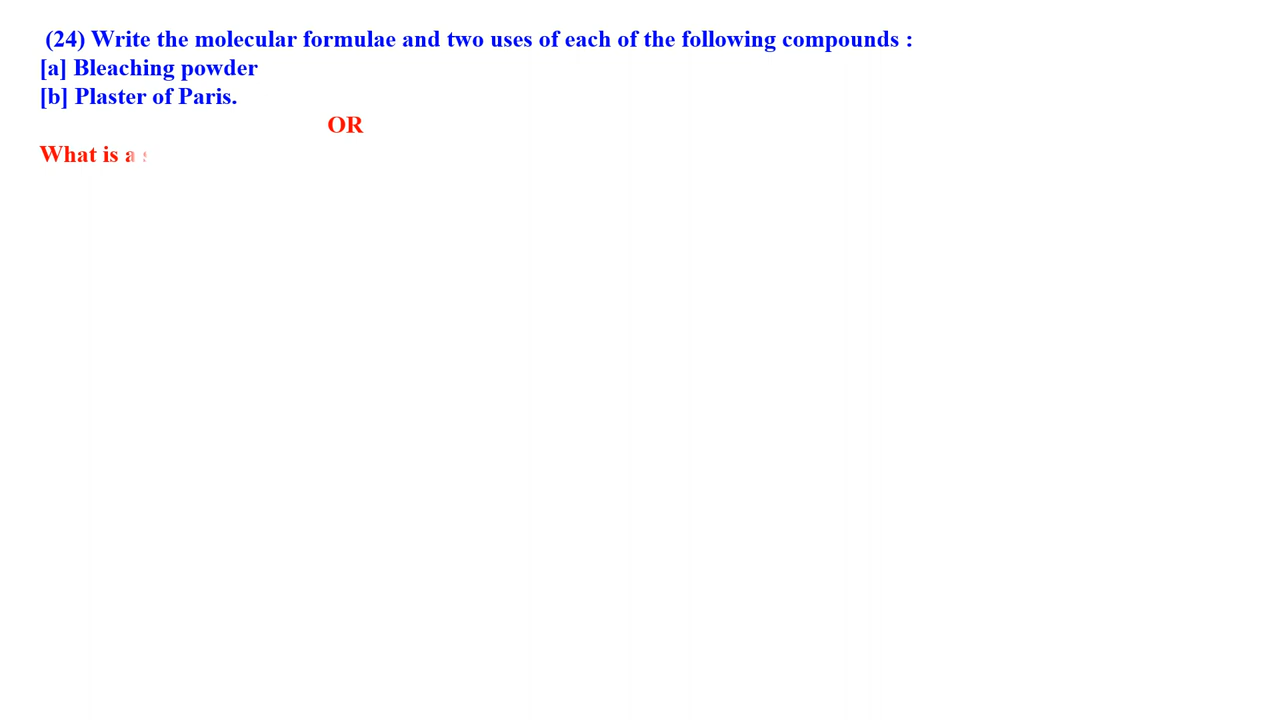 (24) Write the molecular formulae and two uses of each of the following compounds :
[a] Bleaching powder
[b] Plaster of Paris.
OR
What is a